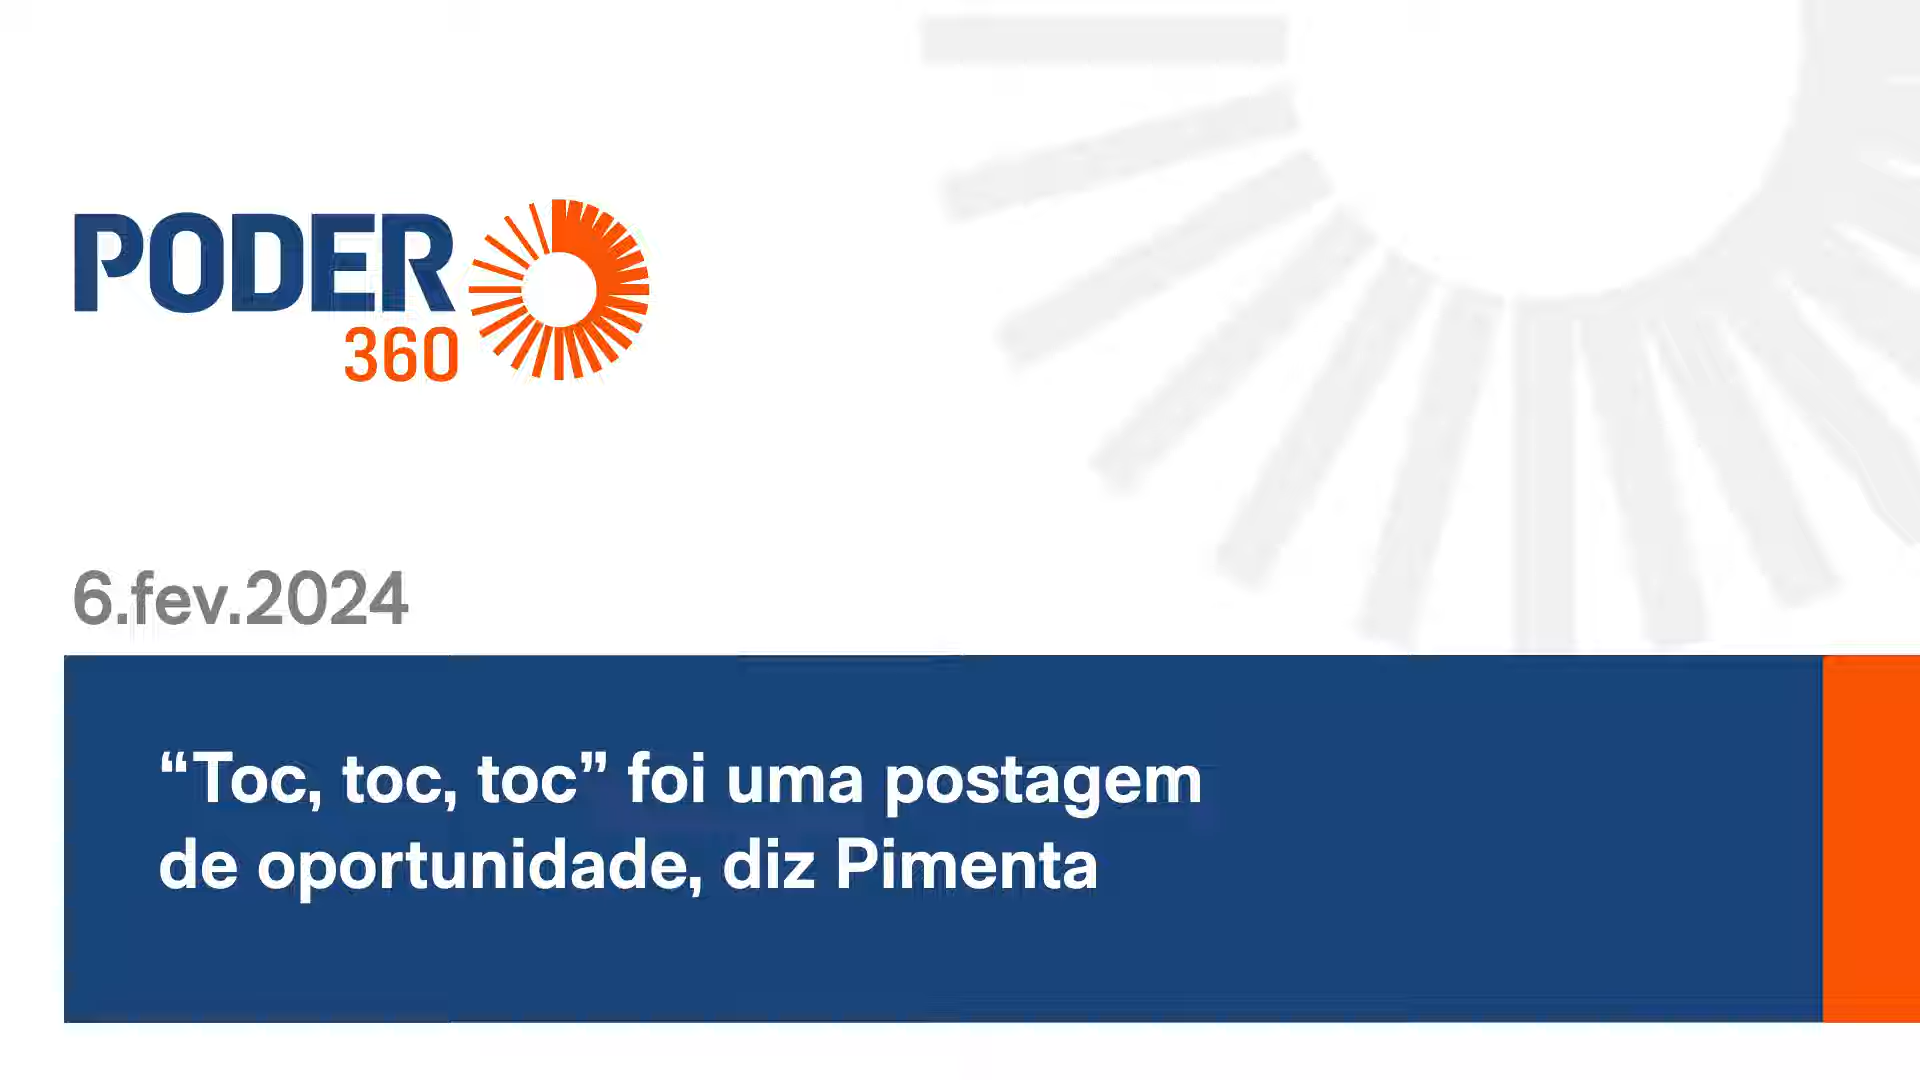 PODER
360
6.fev.2024
“Toc, toc, toc” foi uma postagem
de oportunidade, diz Pimenta